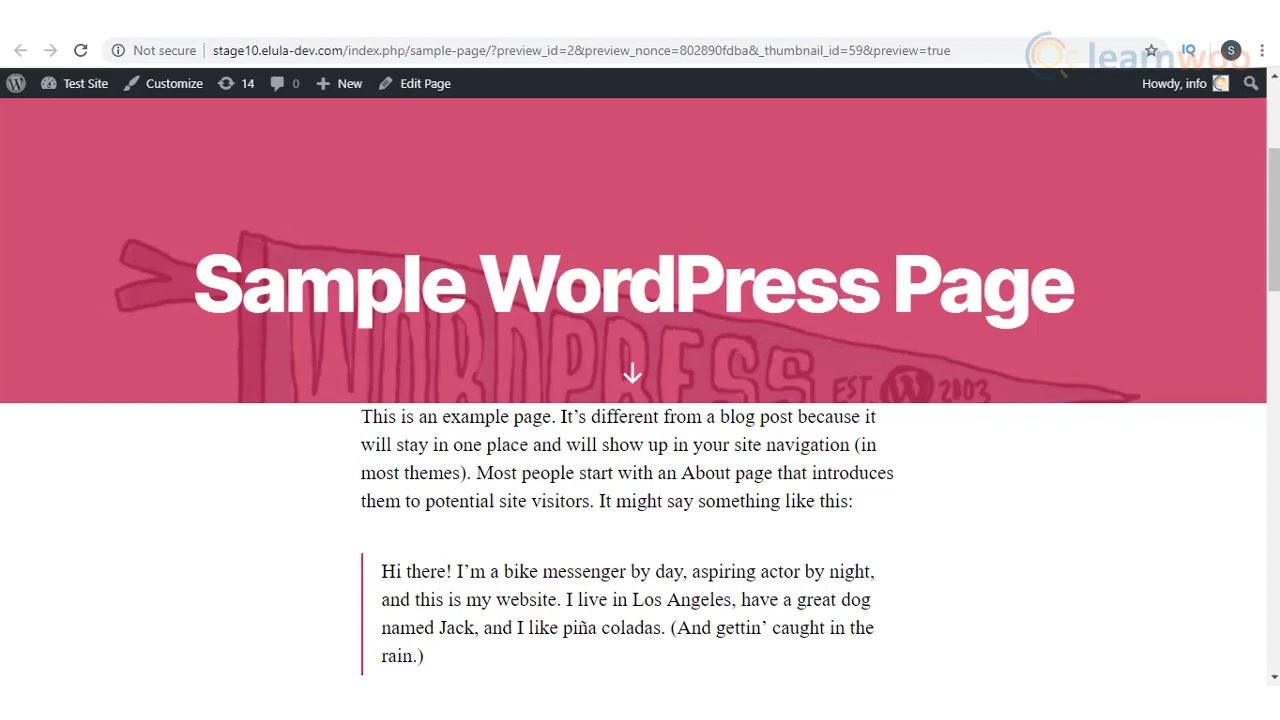 Not secure
stage10.elula-dev.com/index.php/sample-page/?preview_id=2&preview_nonce=802890fdba&_thumbnail_id=59&preview=true
IQ
S
learnwoo
Test Site
Customize
14
0
New
Edit Page
Howdy, info
Sample WordPress Page
WORDPRESS
EST.
2003
This is an example page. It’s different from a blog post because it
will stay in one place and will show up in your site navigation (in
most themes). Most people start with an About page that introduces
them to potential site visitors. It might say something like this:
Hi there! I’m a bike messenger by day, aspiring actor by night,
and this is my website. I live in Los Angeles, have a great dog
named Jack, and I like piña coladas. (And gettin’ caught in the
rain.)